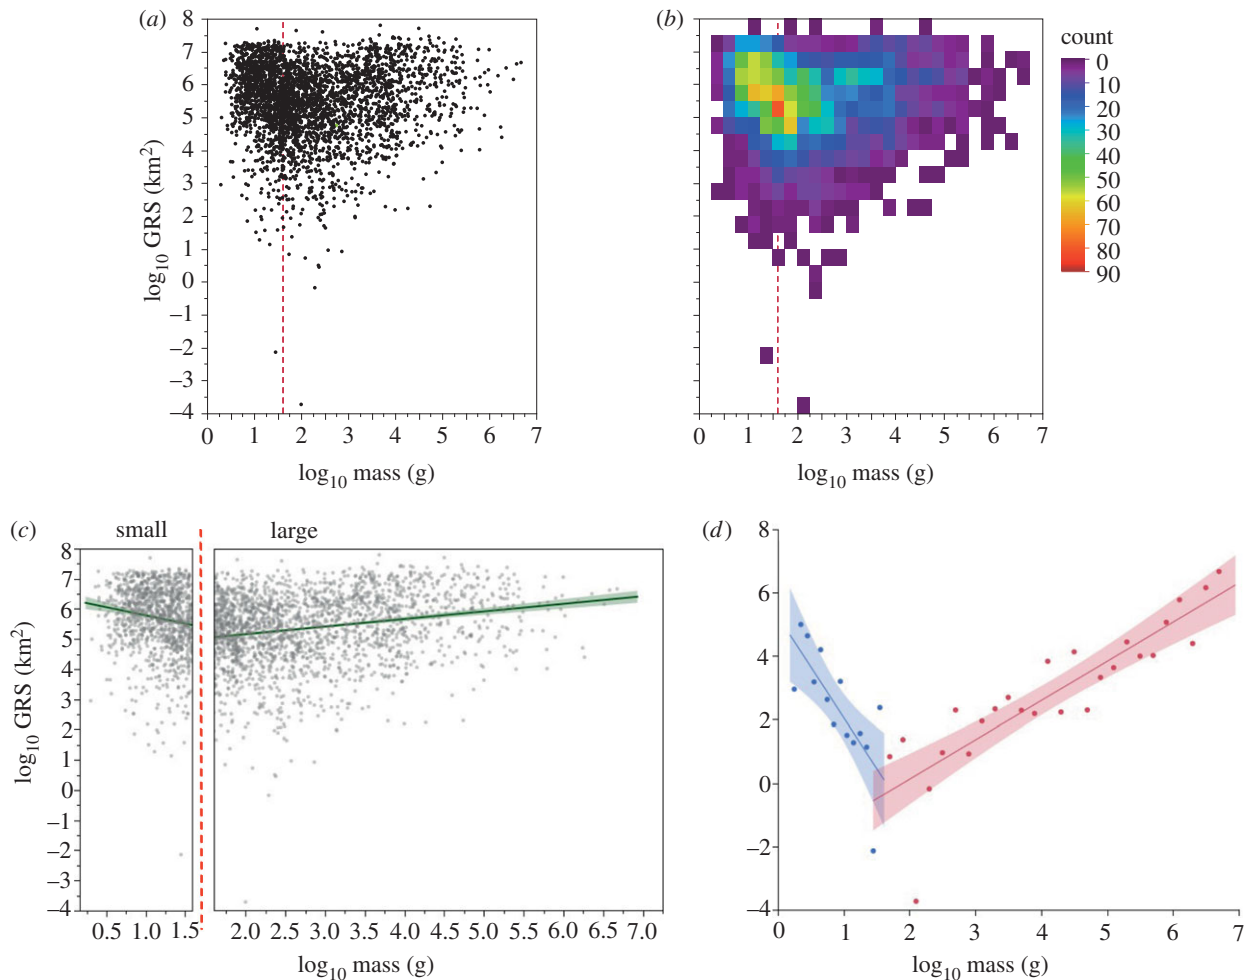 (a)
8
7
6
5
4
3
2
1
0
−1
−2
−3
−4
log10 GRS (km2)
0 1 2 3 4 5 6 7
log10 mass (g)
(b)
0 1 2 3 4 5 6 7
log10 mass (g)
count
0
10
20
30
40
50
60
70
80
90
(c) small large
8
7
6
5
4
3
2
1
0
−1
−2
−3
−4
log10 GRS (km2)
0.5 1.0 1.5 2.0 2.5 3.0 3.5 4.0 4.5 5.0 5.5 6.0 6.5 7.0
log10 mass (g)
(d)
8
6
4
2
0
−2
−4
0 1 2 3 4 5 6 7
log10 mass (g)